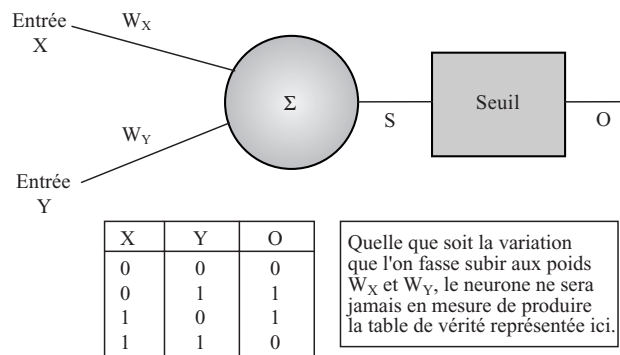 Entrée
X
W_X
Σ
Seuil
S
O
W_Y
Entrée
Y
X Y O
0 0 0
0 1 1
1 0 1
1 1 0
Quelle que soit la variation
que l'on fasse subir aux poids
W_X et W_Y, le neurone ne sera
jamais en mesure de produire
la table de vérité représentée ici.